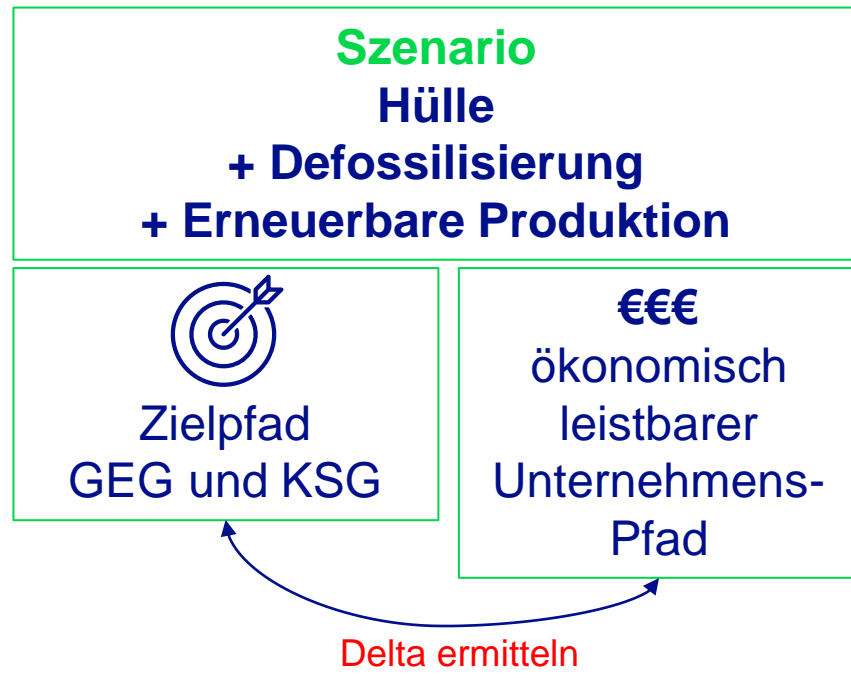 Szenario
Hülle
+ Defossilisierung
+ Erneuerbare Produktion
Zielpfad
GEG und KSG
€€€
ökonomisch
leistbarer
Unternehmens-
Pfad
Delta ermitteln